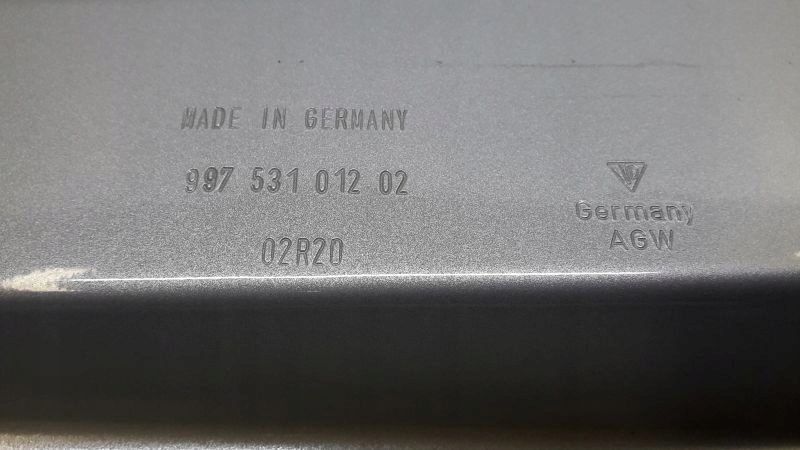 MADE IN GERMANY
997 531 012 02
02R20
Germany
AGW